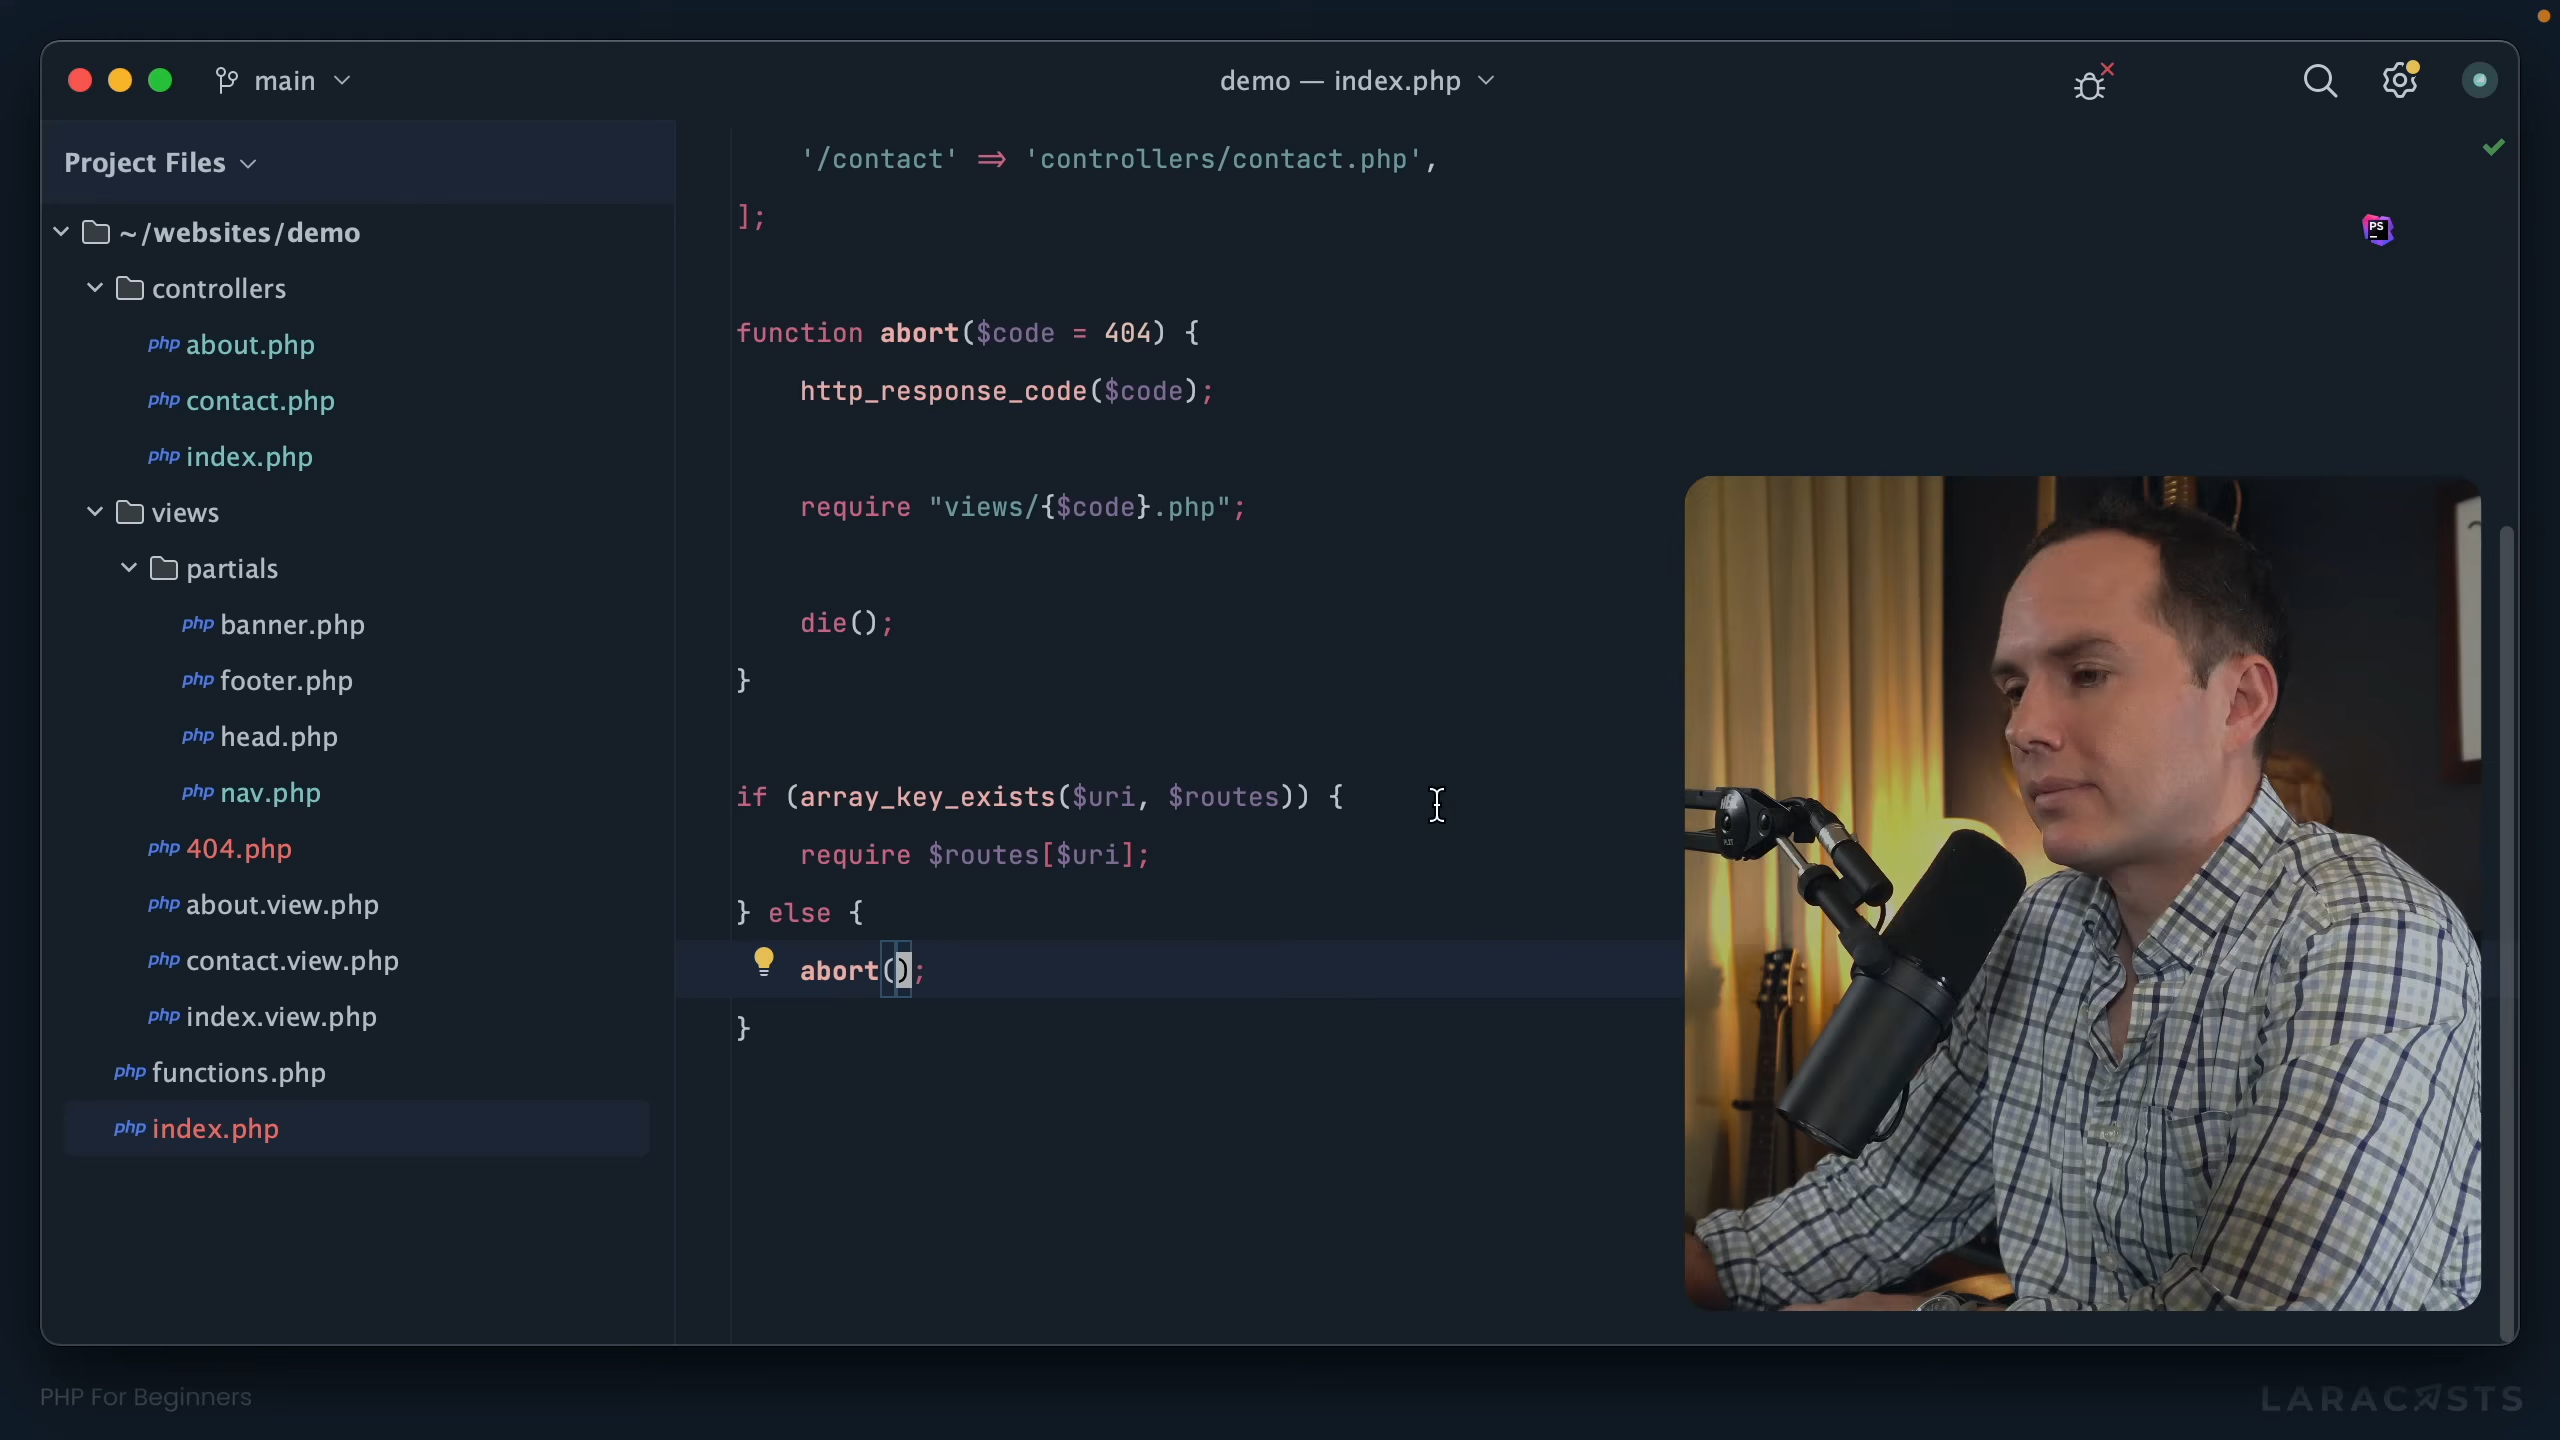 main
demo — index.php
Project Files
~/websites/demo
controllers
php about.php
php contact.php
php index.php
views
partials
php banner.php
php footer.php
php head.php
php nav.php
php 404.php
php about.view.php
php contact.view.php
php index.view.php
php functions.php
php index.php
'/contact' => 'controllers/contact.php',
];
PS
function abort($code = 404) {
http_response_code($code);
require "views/{$code}.php";
die();
}
if (array_key_exists($uri, $routes)) {
require $routes[$uri];
} else {
abort();
}
PHP For Beginners
LARACASTS